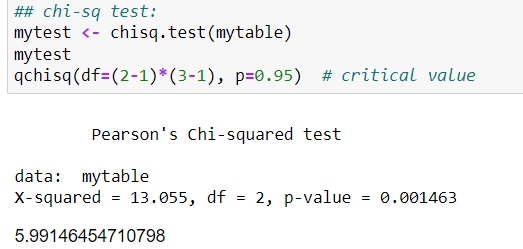 ## chi-sq test:
mytest <- chisq.test(mytable)
mytest
qchisq(df=(2-1)*(3-1), p=0.95)  # critical value
Pearson's Chi-squared test
data:  mytable
X-squared = 13.055, df = 2, p-value = 0.001463
5.99146454710798